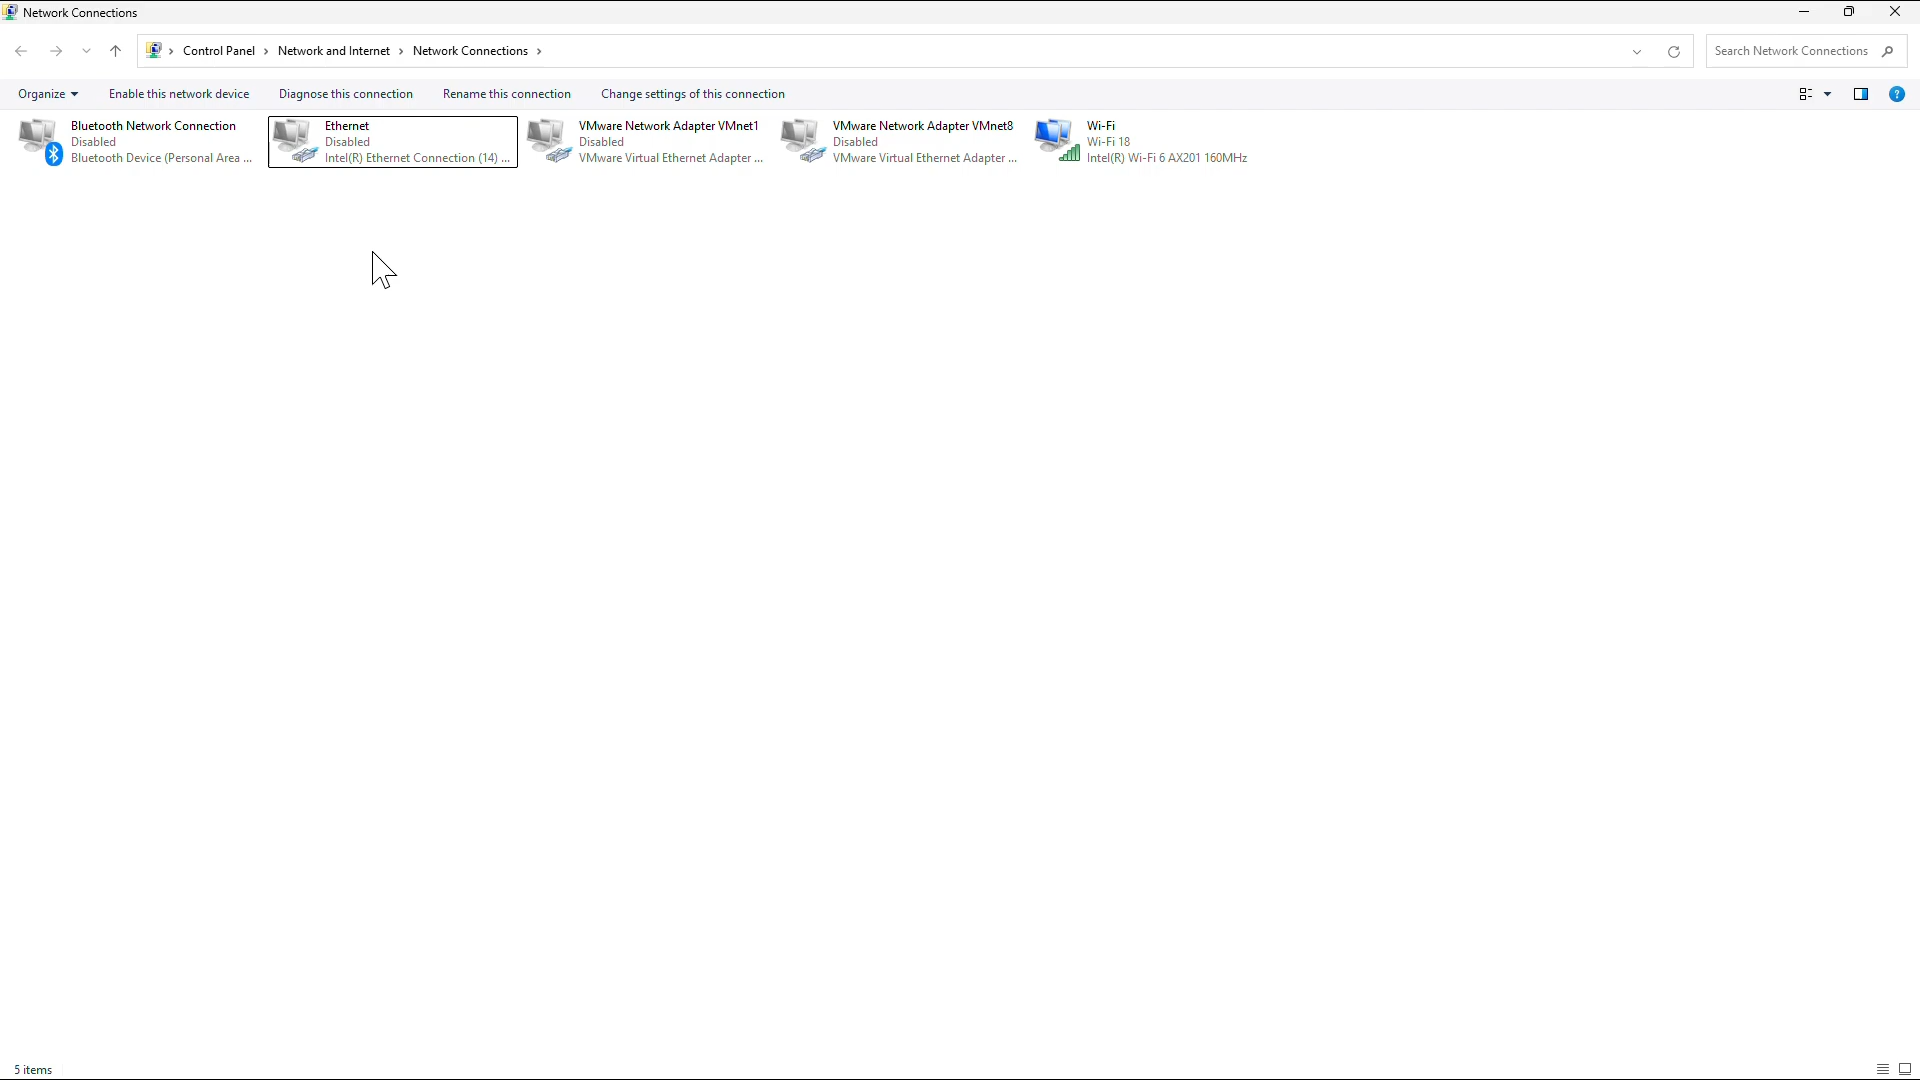 Network Connections
Control Panel > Network and Internet > Network Connections >
Search Network Connections
Organize Enable this network device Diagnose this connection Rename this connection Change settings of this connection
Bluetooth Network Connection
Disabled
Bluetooth Device (Personal Area ...
Ethernet
Disabled
Intel(R) Ethernet Connection (14) ...
VMware Network Adapter VMnet1
Disabled
VMware Virtual Ethernet Adapter ...
VMware Network Adapter VMnet8
Disabled
VMware Virtual Ethernet Adapter ...
Wi-Fi
Wi-Fi 18
Intel(R) Wi-Fi 6 AX201 160MHz
5 items